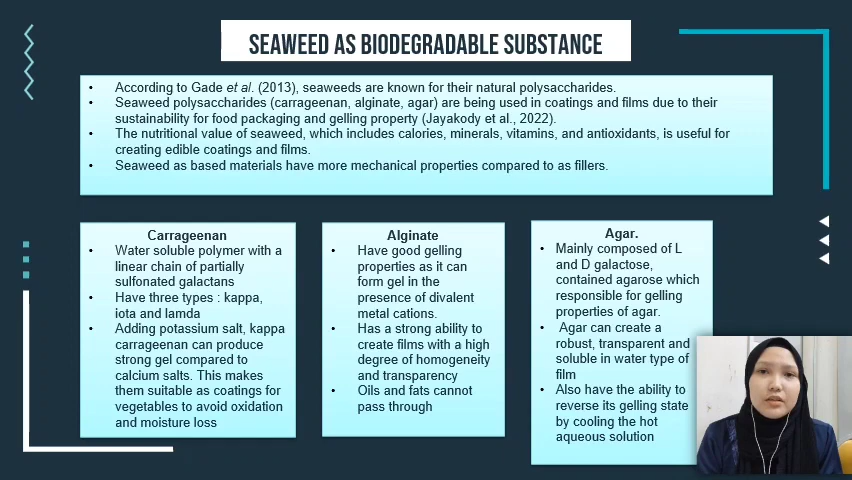 SEAWEED AS BIODEGRADABLE SUBSTANCE
• According to Gade et al. (2013), seaweeds are known for their natural polysaccharides.
• Seaweed polysaccharides (carrageenan, alginate, agar) are being used in coatings and films due to their
sustainability for food packaging and gelling property (Jayakody et al., 2022).
• The nutritional value of seaweed, which includes calories, minerals, vitamins, and antioxidants, is useful for
creating edible coatings and films.
• Seaweed as based materials have more mechanical properties compared to as fillers.
Carrageenan
• Water soluble polymer with a
linear chain of partially
sulfonated galactans
• Have three types : kappa,
iota and lamda
• Adding potassium salt, kappa
carrageenan can produce
strong gel compared to
calcium salts. This makes
them suitable as coatings for
vegetables to avoid oxidation
and moisture loss
Alginate
• Have good gelling
properties as it can
form gel in the
presence of divalent
metal cations.
• Has a strong ability to
create films with a high
degree of homogeneity
and transparency
• Oils and fats cannot
pass through
Agar.
• Mainly composed of L
and D galactose,
contained agarose which
responsible for gelling
properties of agar.
• Agar can create a
robust, transparent and
soluble in water type of
film
• Also have the ability to
reverse its gelling state
by cooling the hot
aqueous solution